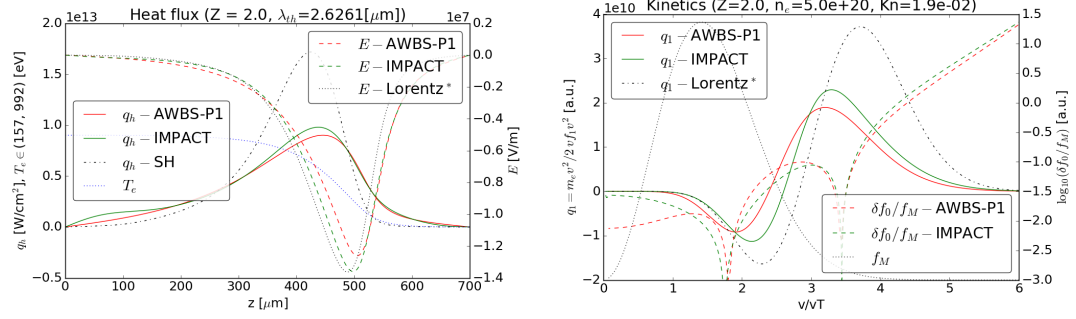 Heat flux (Z = 2.0, λth=2.6261[μm])
1e13
1e7
2.0
1.5
1.0
0.5
0.0
−0.5
qh [W/cm²], Te ∈ (157, 992) [eV]
E − AWBS-P1
E − IMPACT
E − Lorentz*
qh − AWBS-P1
qh − IMPACT
qh − SH
Te
0.2
0.0
−0.2
−0.4
−0.6
−0.8
−1.0
−1.2
−1.4
E [V/m]
0
100
200
300
400
500
600
700
z [μm]
Kinetics (Z=2.0, ne=5.0e+20, Kn=1.9e-02)
1e10
4
3
2
1
0
−1
−2
q1 = mev²/2 vf1v² [a.u.]
q1 − AWBS-P1
q1 − IMPACT
q1 − Lorentz*
δf0/fM − AWBS-P1
δf0/fM − IMPACT
fM
1.5
1.0
0.5
0.0
−0.5
−1.0
−1.5
−2.0
−2.5
−3.0
log10(δf0/fM) [a.u.]
0
1
2
3
4
5
6
v/vT